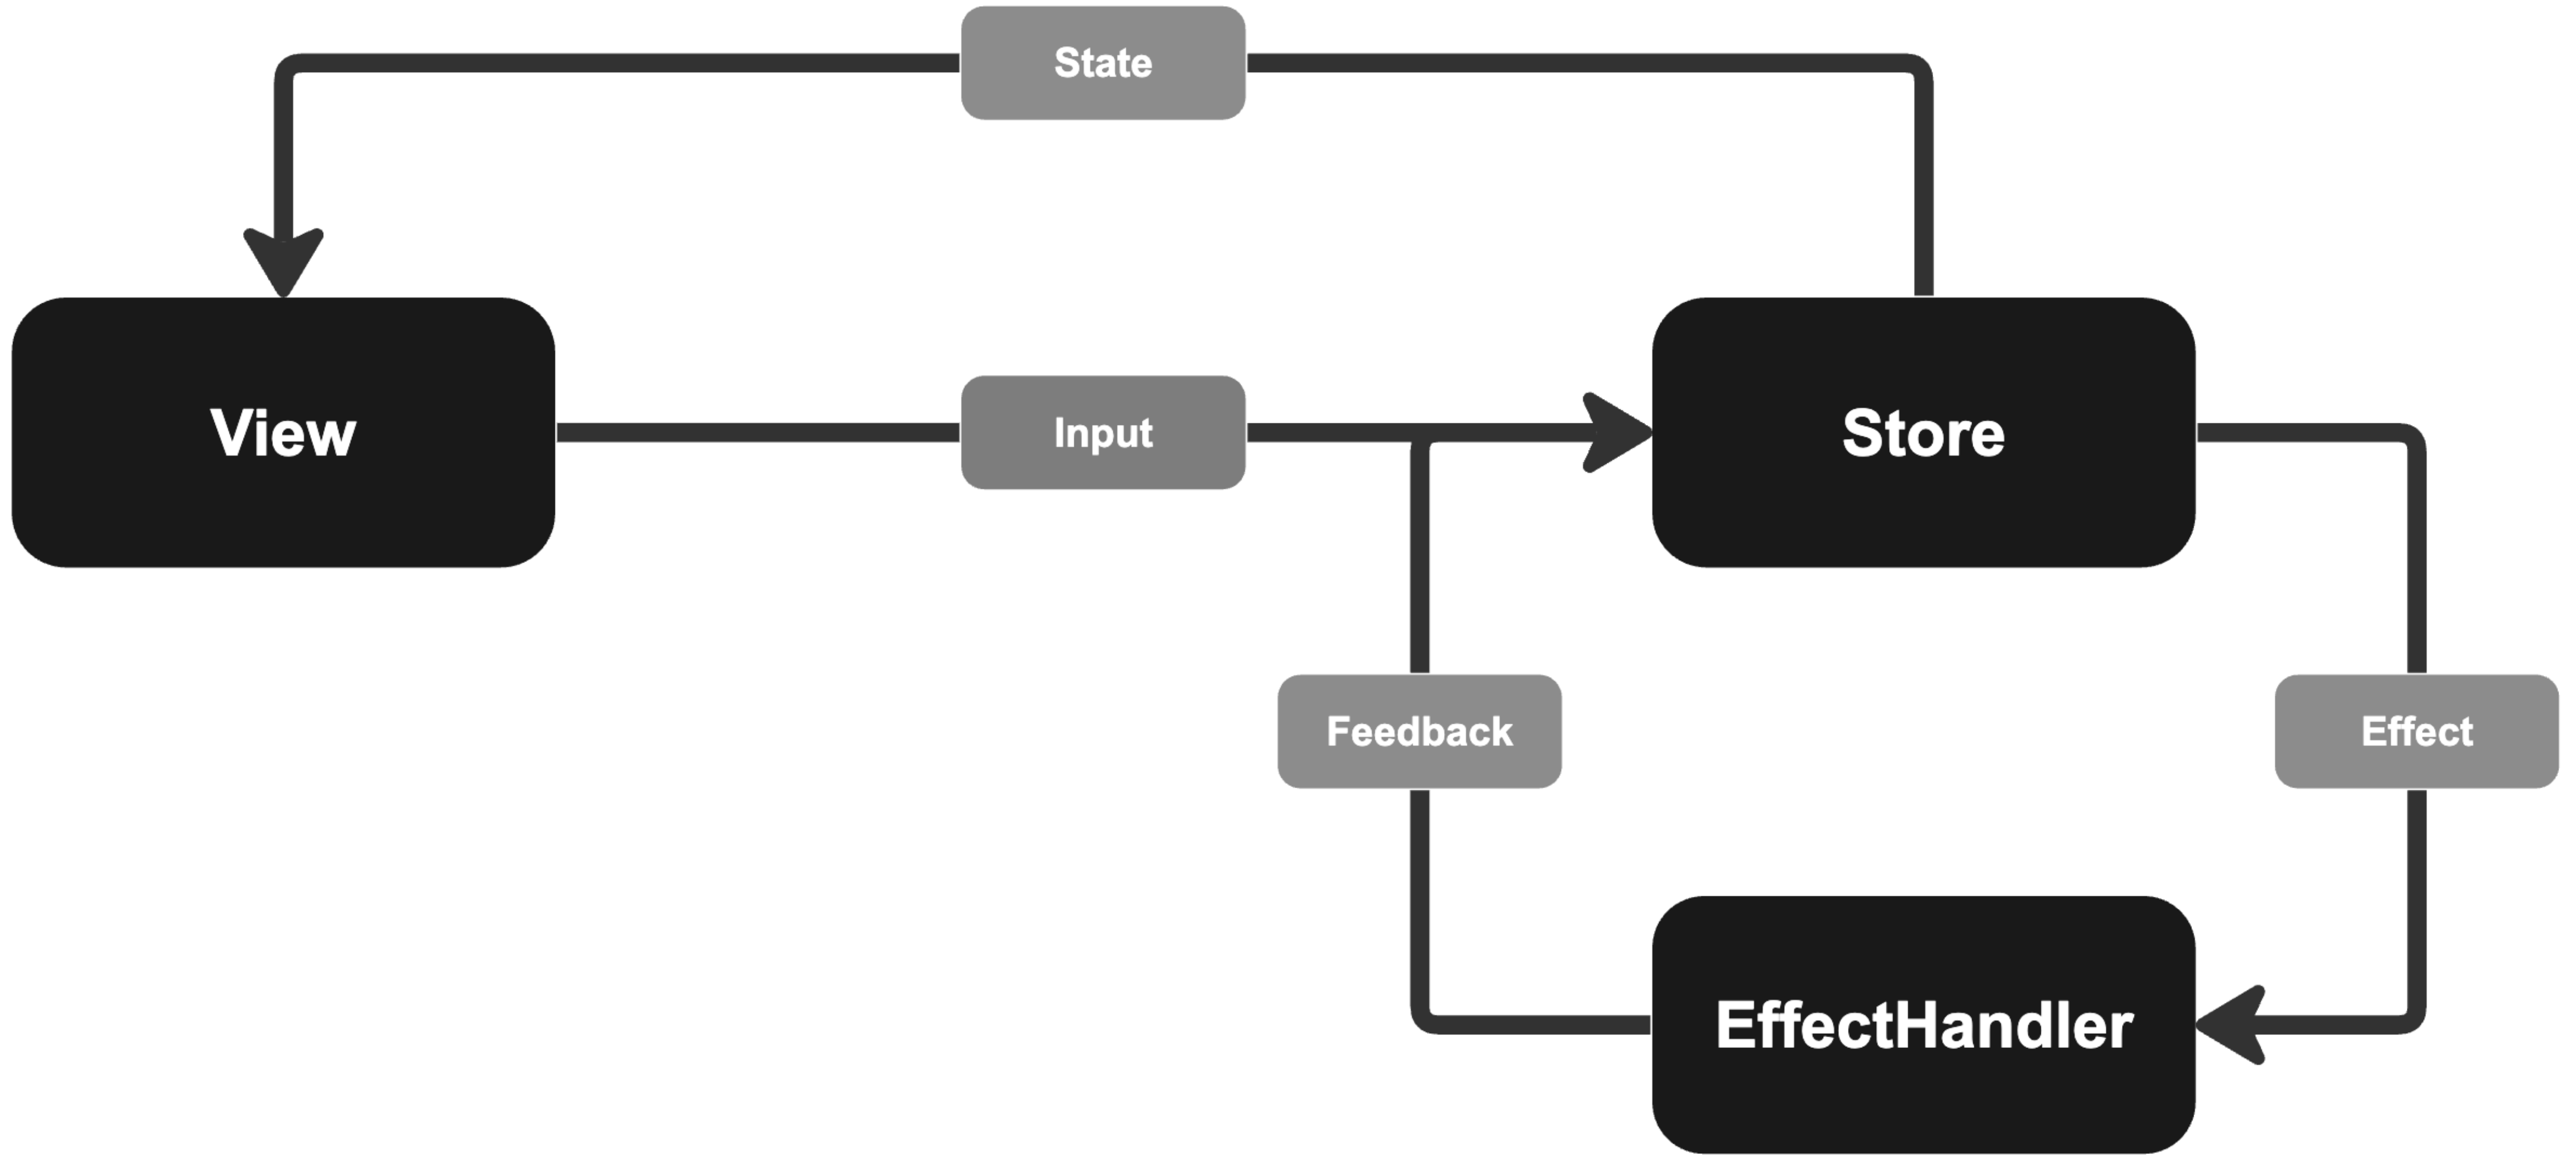 State
View
Input
Store
Feedback
Effect
EffectHandler